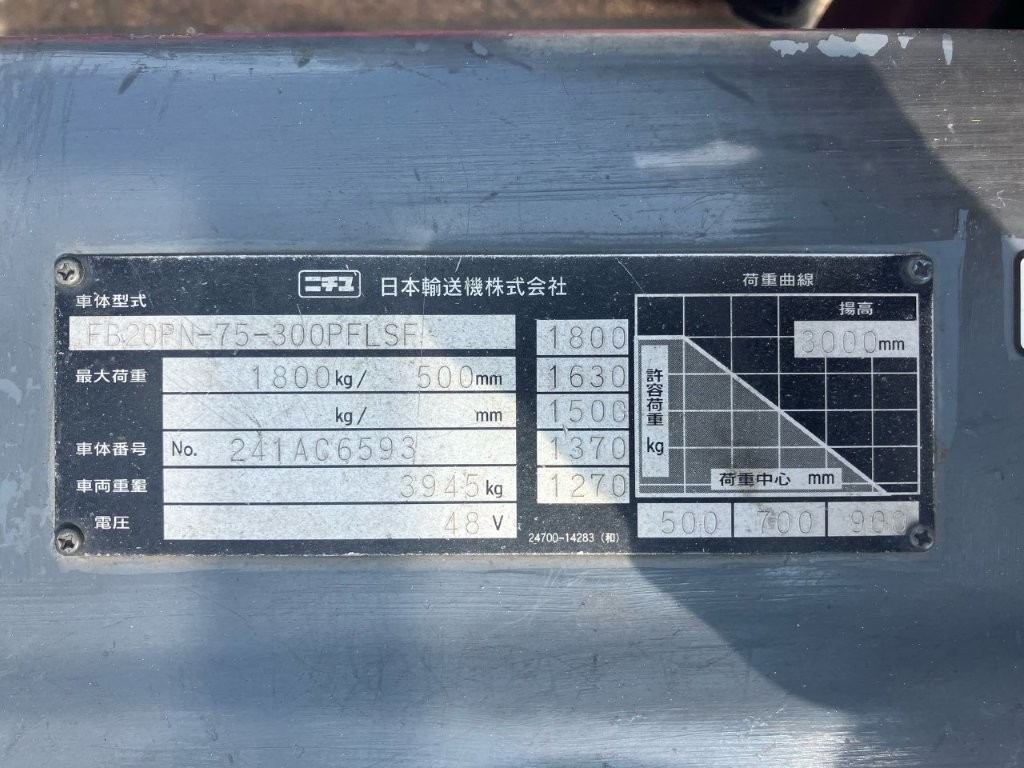 ニチユ 日本輸送機株式会社
車体型式
FB20PN-75-300PFLSF
最大荷重 1800kg/ 500mm
kg/ mm
車体番号 No. 241AC6593
車両重量 3945kg
電圧 48V
24700-14283 (和)
荷重曲線
揚高
3000mm
1800
1630
1500
1370
1270
許容荷重 kg
荷重中心 mm
500 700 900